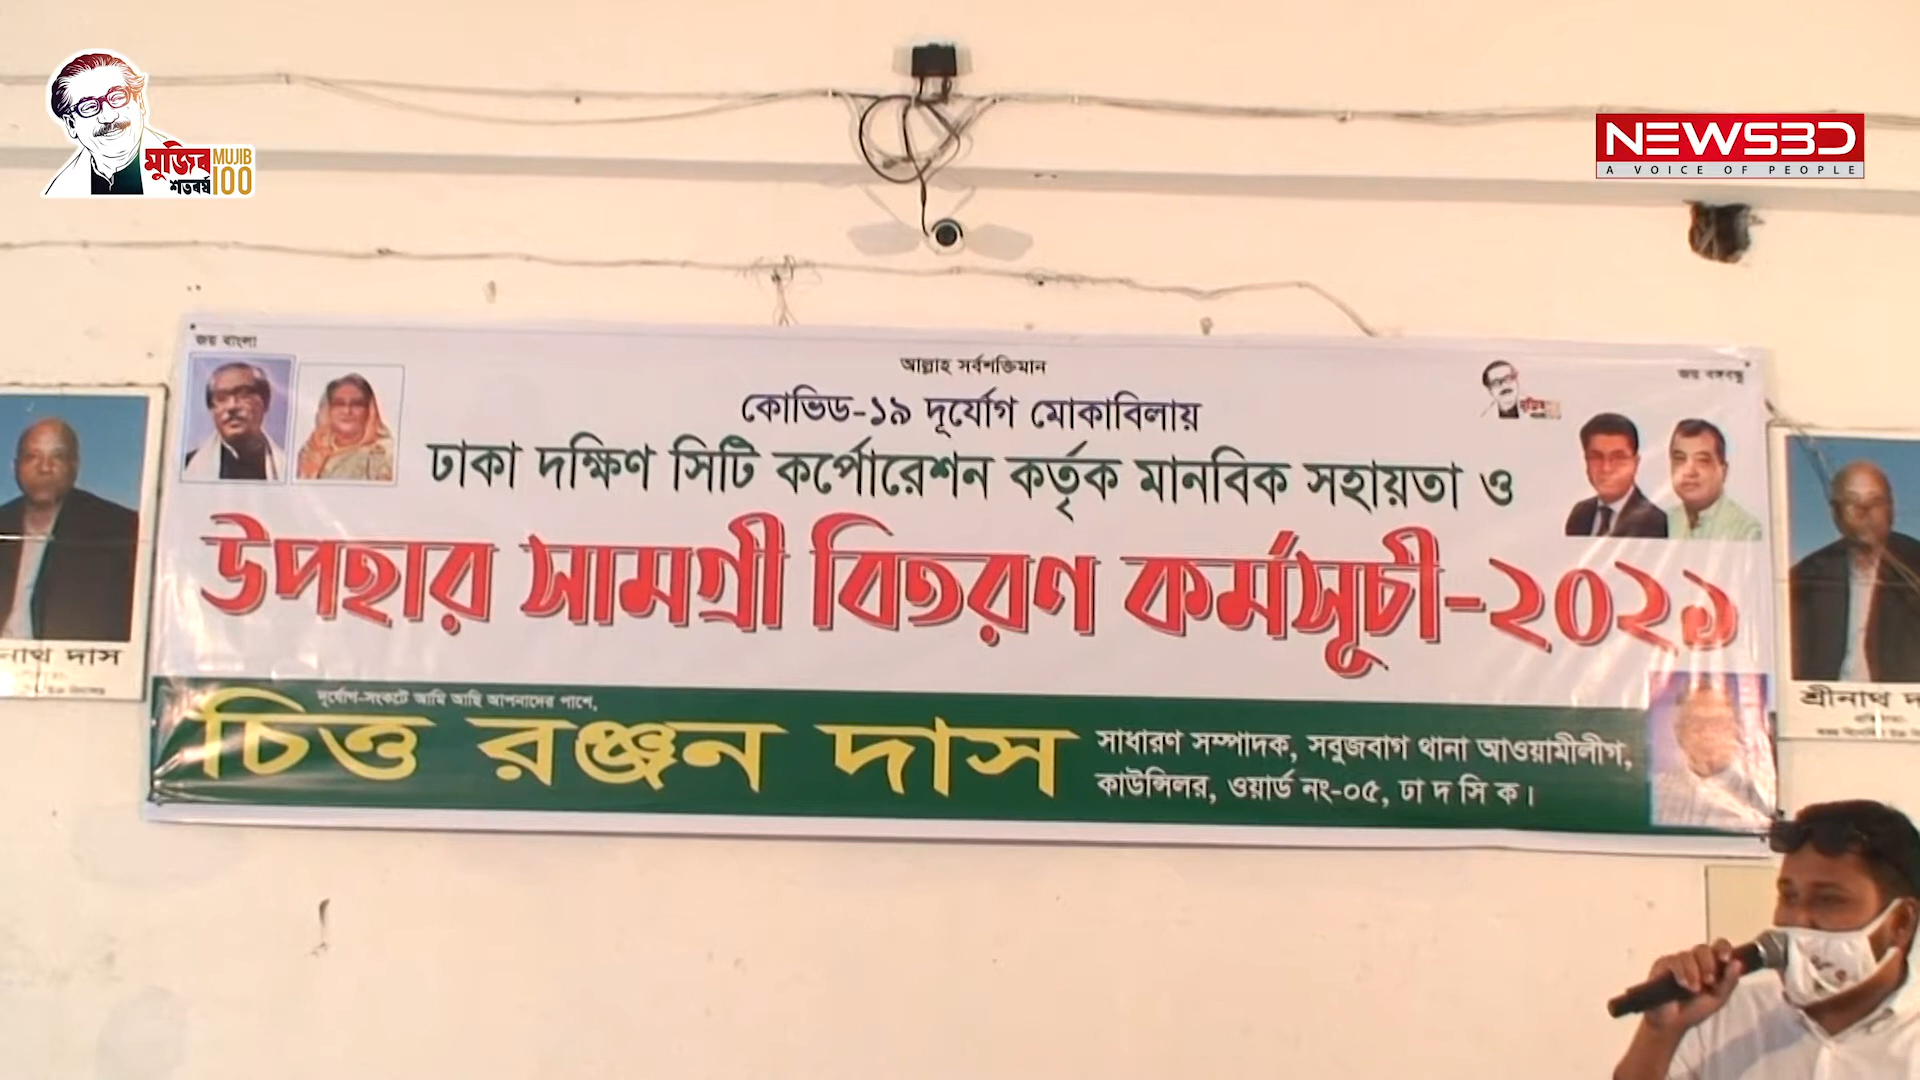 মুজিব
শতবর্ষ
MUJIB
100
NEWS3D
A VOICE OF PEOPLE
জয় বাংলা
আল্লাহ সর্বশক্তিমান
জয় বঙ্গবন্ধু
কোভিড-১৯ দূর্যোগ মোকাবিলায়
ঢাকা দক্ষিণ সিটি কর্পোরেশন কর্তৃক মানবিক সহায়তা ও
উপহার সামগ্রী বিতরণ কর্মসূচী-২০২১
দূর্যোগ-সংকটে আমি আছি আপনাদের পাশে,
চিত্ত রঞ্জন দাস
সাধারণ সম্পাদক, সবুজবাগ থানা আওয়ামীলীগ,
কাউন্সিলর, ওয়ার্ড নং-০৫, ঢা দ সি ক।
নাথ দাস
শ্রীনাথ দ